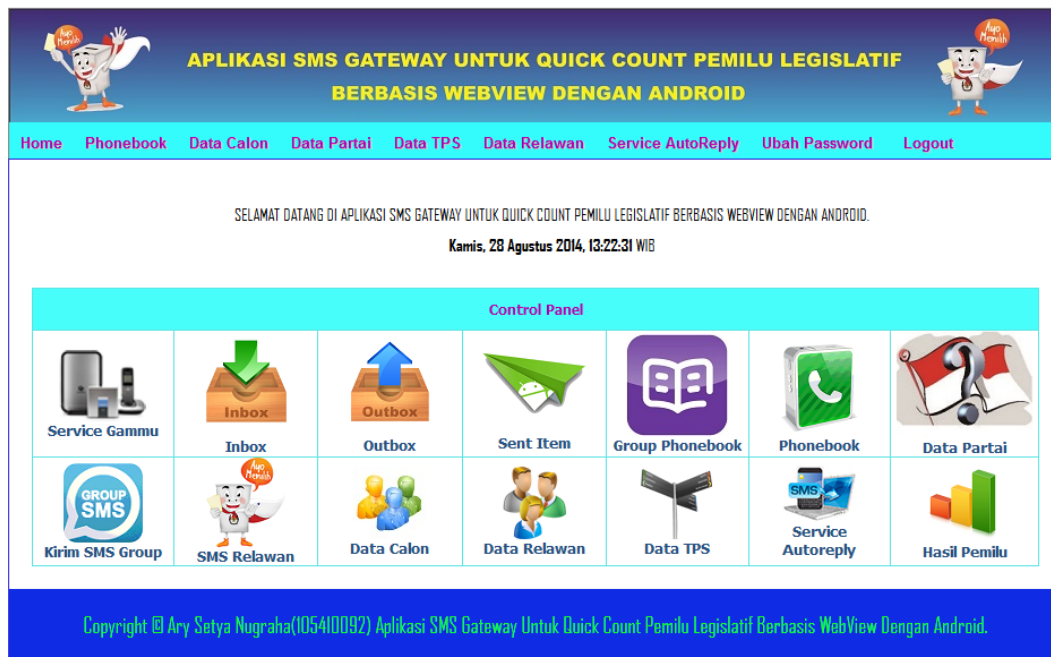 Ayo Memilih
Ayo Memilih
APLIKASI SMS GATEWAY UNTUK QUICK COUNT PEMILU LEGISLATIF
BERBASIS WEBVIEW DENGAN ANDROID
Home Phonebook Data Calon Data Partai Data TPS Data Relawan Service AutoReply Ubah Password Logout
SELAMAT DATANG DI APLIKASI SMS GATEWAY UNTUK QUICK COUNT PEMILU LEGISLATIF BERBASIS WEBVIEW DENGAN ANDROID.
Kamis, 28 Agustus 2014, 13:22:31 WIB
Control Panel
Inbox
Outbox
Service Gammu
Inbox
Outbox
Sent Item
Group Phonebook
Phonebook
Data Partai
GROUP
SMS
Ayo Memilih
SMS
Kirim SMS Group
SMS Relawan
Data Calon
Data Relawan
Data TPS
Service
Autoreply
Hasil Pemilu
Copyright © Ary Setya Nugraha(105410092) Aplikasi SMS Gateway Untuk Quick Count Pemilu Legislatif Berbasis WebView Dengan Android.